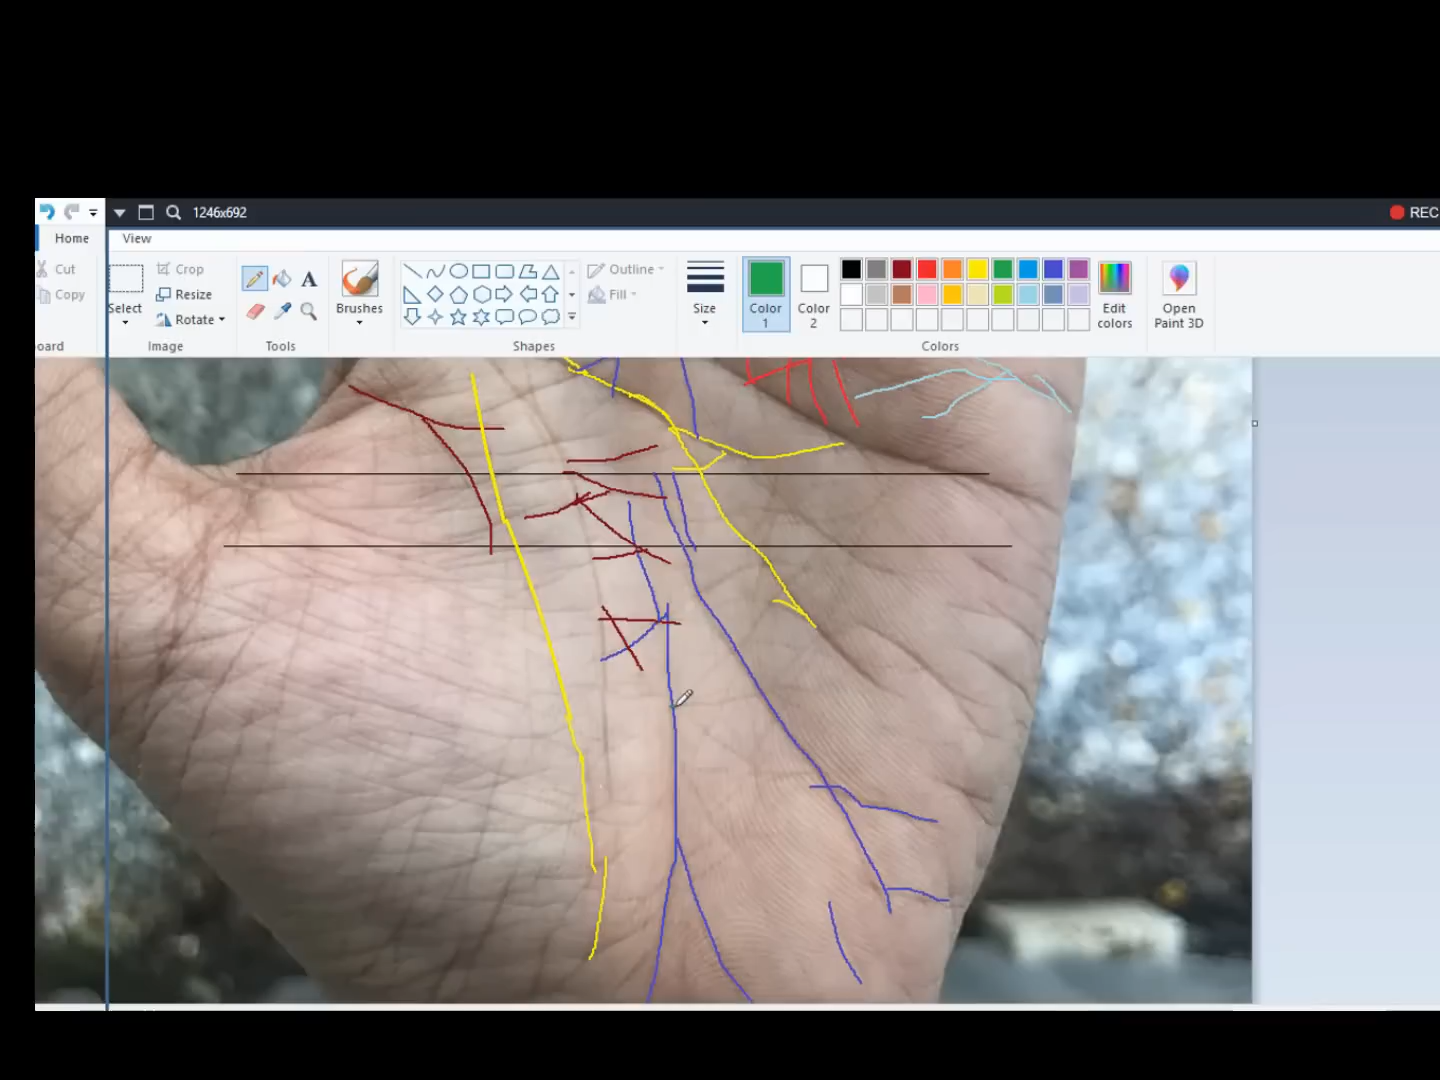 1246x692
REC
Home
View
Cut
Copy
oard
Select
Crop
Resize
Rotate
Image
A
Tools
Brushes
Shapes
Outline
Fill
Size
Color
1
Color
2
Edit
colors
Colors
Open
Paint 3D